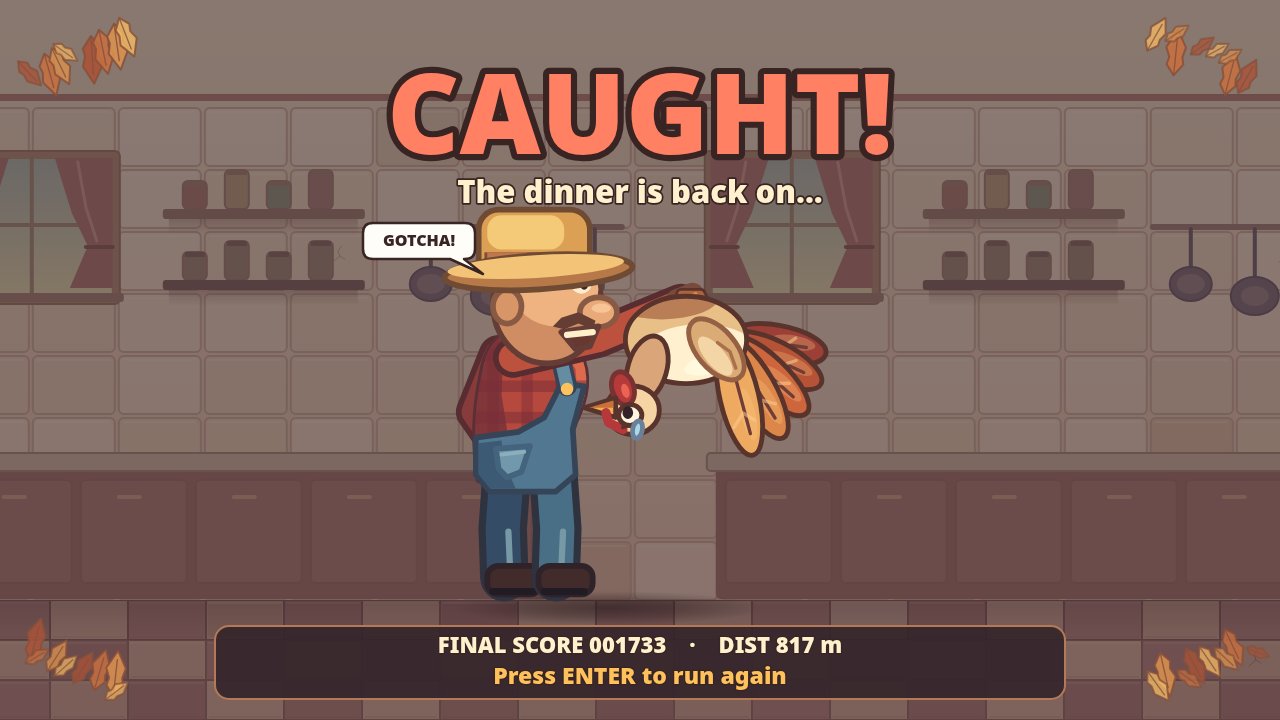 CAUGHT!
The dinner is back on...
GOTCHA!
FINAL SCORE 001733 · DIST 817 m
Press ENTER to run again